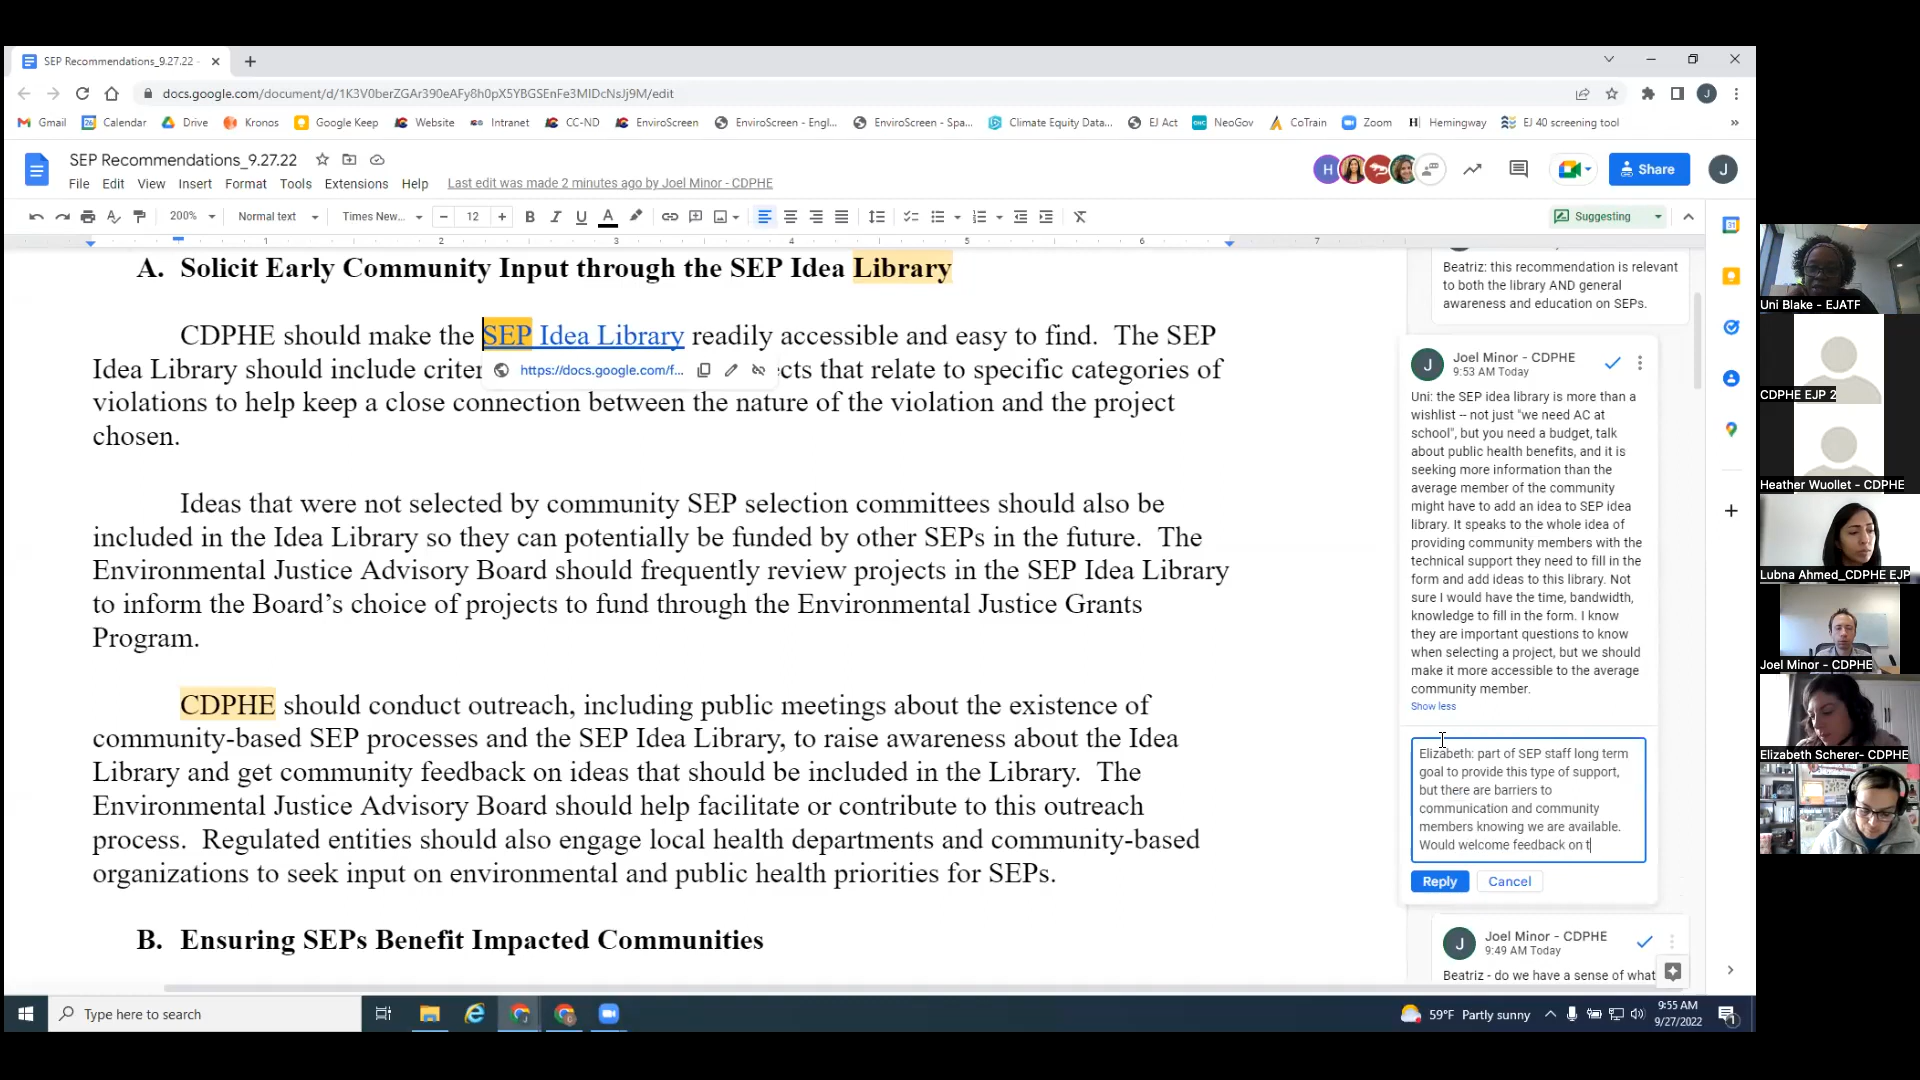 SEP Recommendations_9.27.22 -
docs.google.com/document/d/1K3V0berZGAr390eAFy8h0pX5YBGSEnFe3MIDcNsJj9M/edit
Gmail Calendar Drive Kronos Google Keep Website Intranet CC-ND EnviroScreen EnviroScreen - Engl... EnviroScreen - Spa... Climate Equity Data... EJ Act NeoGov CoTrain Zoom Hemingway EJ 40 screening tool
SEP Recommendations_9.27.22
File Edit View Insert Format Tools Extensions Help Last edit was made 2 minutes ago by Joel Minor - CDPHE
H
Share
J
200% Normal text Times New... 12 B I U A
Suggesting
1 2 3 4 5 6 7
A. Solicit Early Community Input through the SEP Idea Library
CDPHE should make the SEP Idea Library readily accessible and easy to find. The SEP
Idea Library should include criter
https://docs.google.com/f...
cts that relate to specific categories of
violations to help keep a close connection between the nature of the violation and the project
chosen.
Ideas that were not selected by community SEP selection committees should also be
included in the Idea Library so they can potentially be funded by other SEPs in the future. The
Environmental Justice Advisory Board should frequently review projects in the SEP Idea Library
to inform the Board's choice of projects to fund through the Environmental Justice Grants
Program.
CDPHE should conduct outreach, including public meetings about the existence of
community-based SEP processes and the SEP Idea Library, to raise awareness about the Idea
Library and get community feedback on ideas that should be included in the Library. The
Environmental Justice Advisory Board should help facilitate or contribute to this outreach
process. Regulated entities should also engage local health departments and community-based
organizations to seek input on environmental and public health priorities for SEPs.
B. Ensuring SEPs Benefit Impacted Communities
Beatriz: this recommendation is relevant
to both the library AND general
awareness and education on SEPs.
J
Joel Minor - CDPHE
9:53 AM Today
Uni: the SEP idea library is more than a
wishlist -- not just "we need AC at
school", but you need a budget, talk
about public health benefits, and it is
seeking more information than the
average member of the community
might have to add an idea to SEP idea
library. It speaks to the whole idea of
providing community members with the
technical support they need to fill in the
form and add ideas to this library. Not
sure I would have the time, bandwidth,
knowledge to fill in the form. I know
they are important questions to know
when selecting a project, but we should
make it more accessible to the average
community member.
Show less
Elizabeth: part of SEP staff long term
goal to provide this type of support,
but there are barriers to
communication and community
members knowing we are available.
Would welcome feedback on t
Reply Cancel
J
Joel Minor - CDPHE
9:49 AM Today
Beatriz - do we have a sense of what
Uni Blake - EJATF
CDPHE EJP 2
Heather Wuollet - CDPHE
Lubna Ahmed_CDPHE EJP
Joel Minor - CDPHE
Elizabeth Scherer- CDPHE
Type here to search
59°F Partly sunny
9:55 AM
9/27/2022
1